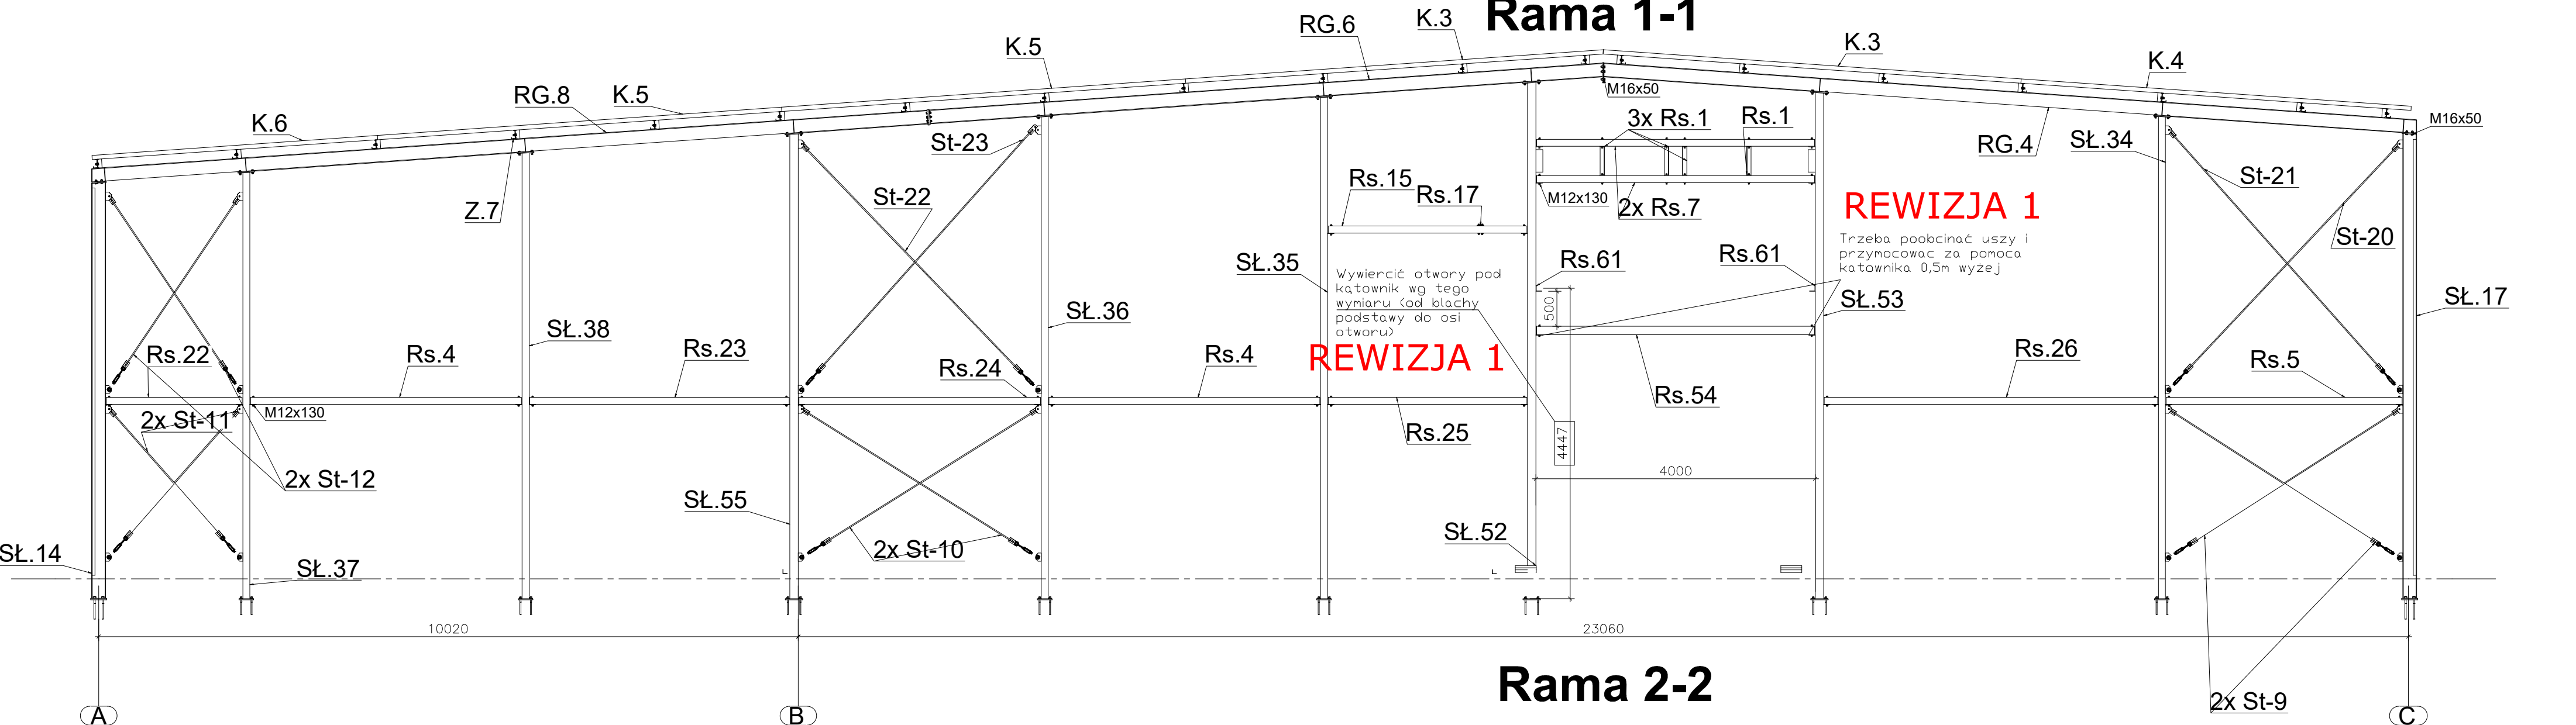 Rama 1-1
K.3
RG.6
K.5
K.3
K.4
RG.8
K.5
K.6
M16x50
M16x50
3x Rs.1
Rs.1
St-23
SŁ.34
RG.4
Rs.15
Rs.17
St-21
St-22
M12x130
2x Rs.7
Z.7
REWIZJA 1
Trzeba poobcinać uszy i
przymocowac za pomoca
katownika 0,5m wyżej
St-20
SŁ.35
Wywiercić otwory pod
kątownik wg tego
wymiaru (od blachy
podstawy do osi
otworu)
REWIZJA 1
Rs.61
Rs.61
500
SŁ.53
SŁ.17
SŁ.36
SŁ.38
Rs.22
Rs.4
Rs.23
Rs.24
Rs.4
Rs.26
Rs.5
Rs.54
M12x130
2x St-11
Rs.25
4447
4000
2x St-12
SŁ.55
SŁ.52
2x St-10
SŁ.14
SŁ.37
10020
23060
Rama 2-2
2x St-9
A
B
C